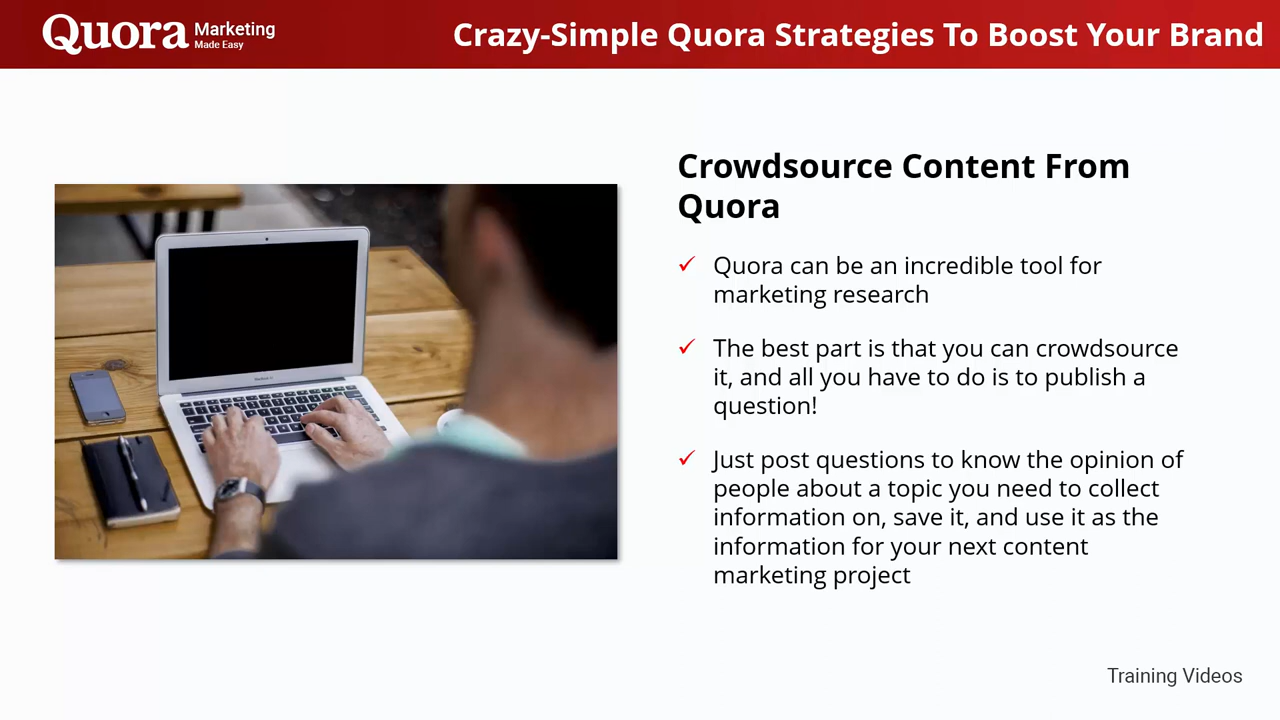 Quora Marketing
Made Easy
Crazy-Simple Quora Strategies To Boost Your Brand
Crowdsource Content From
Quora
Quora can be an incredible tool for
marketing research
The best part is that you can crowdsource
it, and all you have to do is to publish a
question!
Just post questions to know the opinion of
people about a topic you need to collect
information on, save it, and use it as the
information for your next content
marketing project
Training Videos